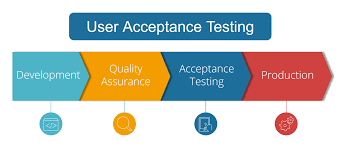 User Acceptance Testing
Development
Quality
Assurance
Acceptance
Testing
Production